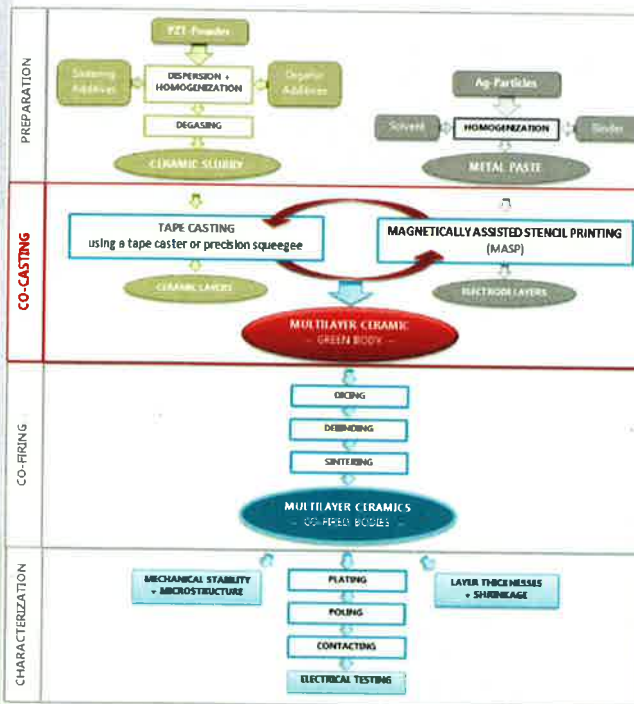 PREPARATION
PZT-Powder
Sintering
Additives
DISPERSION +
HOMOGENIZATION
Organic
Additives
DEGASING
CERAMIC SLURRY
Ag-Particles
Solvent
HOMOGENIZATION
Binder
METAL PASTE
CO-CASTING
TAPE CASTING
using a tape caster or precision squeegee
MAGNETICALLY ASSISTED STENCIL PRINTING
(MASP)
CERAMIC LAYERS
ELECTRODE LAYERS
MULTILAYER CERAMIC
– GREEN BODY –
CO-FIRING
DICING
DEBINDING
SINTERING
MULTILAYER CERAMICS
– CO-FIRED BODIES –
CHARACTERIZATION
MECHANICAL STABILITY
+ MICROSTRUCTURE
PLATING
LAYER THICKNESSES
+ SHRINKAGE
POLING
CONTACTING
ELECTRICAL TESTING